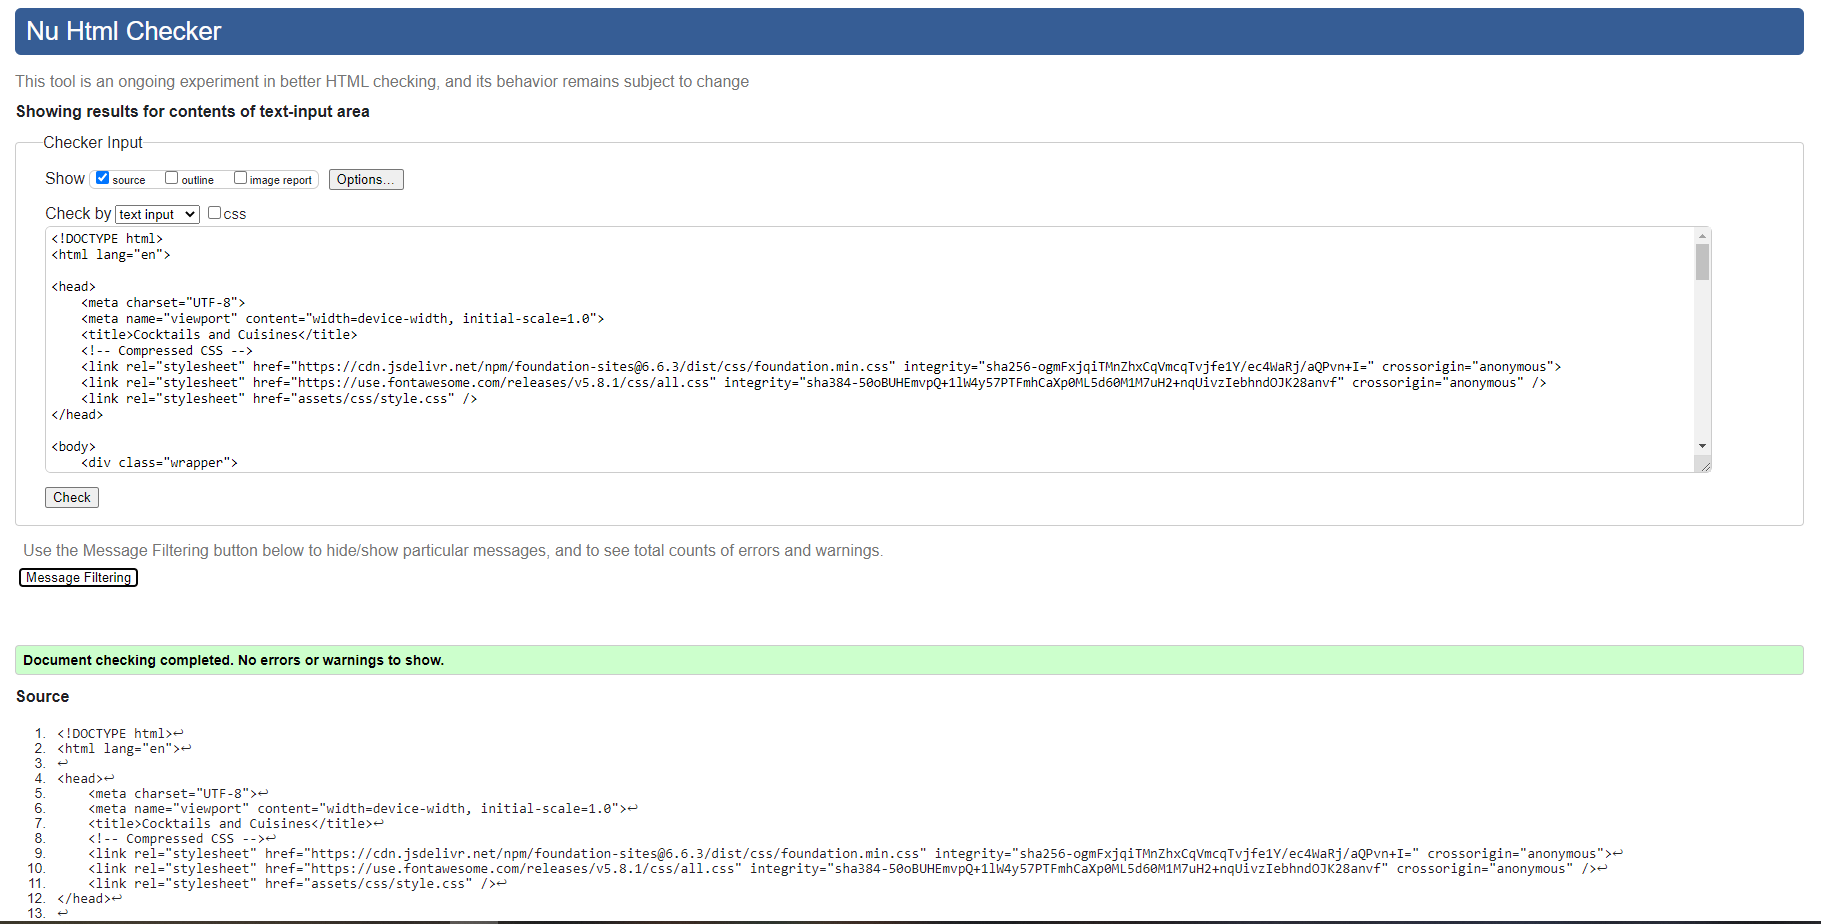 Nu Html Checker
This tool is an ongoing experiment in better HTML checking, and its behavior remains subject to change
Showing results for contents of text-input area
Checker Input
Show source outline image report Options...
Check by text input css
<!DOCTYPE html>
<html lang="en">
<head>
<meta charset="UTF-8">
<meta name="viewport" content="width=device-width, initial-scale=1.0">
<title>Cocktails and Cuisines</title>
<!-- Compressed CSS -->
<link rel="stylesheet" href="https://cdn.jsdelivr.net/npm/foundation-sites@6.6.3/dist/css/foundation.min.css" integrity="sha256-ogmFxjqiTMnZhxCqVmcqTvjfe1Y/ec4WaRj/aQPvn+I=" crossorigin="anonymous">
<link rel="stylesheet" href="https://use.fontawesome.com/releases/v5.8.1/css/all.css" integrity="sha384-50oBUHEmvpQ+1lW4y57PTFmhCaXp0ML5d60M1M7uH2+nqUivzIebhndOJK28anvf" crossorigin="anonymous" />
<link rel="stylesheet" href="assets/css/style.css" />
</head>
<body>
<div class="wrapper">
Check
Use the Message Filtering button below to hide/show particular messages, and to see total counts of errors and warnings.
Message Filtering
Document checking completed. No errors or warnings to show.
Source
1. <!DOCTYPE html>↩
2. <html lang="en">↩
3. ↩
4. <head>↩
5. <meta charset="UTF-8">↩
6. <meta name="viewport" content="width=device-width, initial-scale=1.0">↩
7. <title>Cocktails and Cuisines</title>↩
8. <!-- Compressed CSS -->↩
9. <link rel="stylesheet" href="https://cdn.jsdelivr.net/npm/foundation-sites@6.6.3/dist/css/foundation.min.css" integrity="sha256-ogmFxjqiTMnZhxCqVmcqTvjfe1Y/ec4WaRj/aQPvn+I=" crossorigin="anonymous">↩
10. <link rel="stylesheet" href="https://use.fontawesome.com/releases/v5.8.1/css/all.css" integrity="sha384-50oBUHEmvpQ+1lW4y57PTFmhCaXp0ML5d60M1M7uH2+nqUivzIebhndOJK28anvf" crossorigin="anonymous" />↩
11. <link rel="stylesheet" href="assets/css/style.css" />↩
12. </head>↩
13. ↩